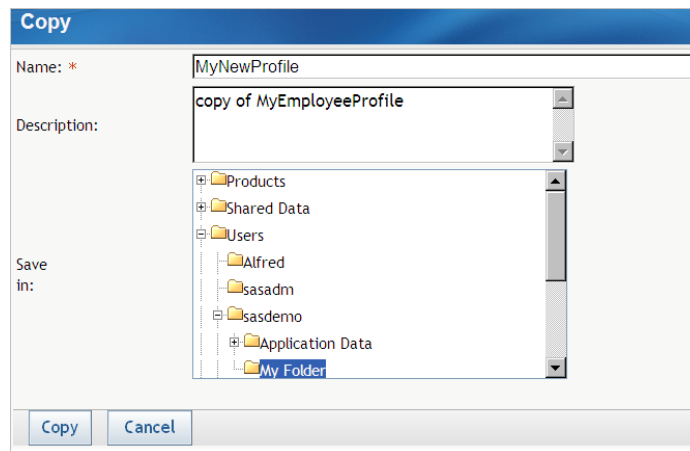 Copy
Name: *
MyNewProfile
Description:
copy of MyEmployeeProfile
Save
in:
Products
Shared Data
Users
Alfred
sasadm
sasdemo
Application Data
My Folder
Copy
Cancel